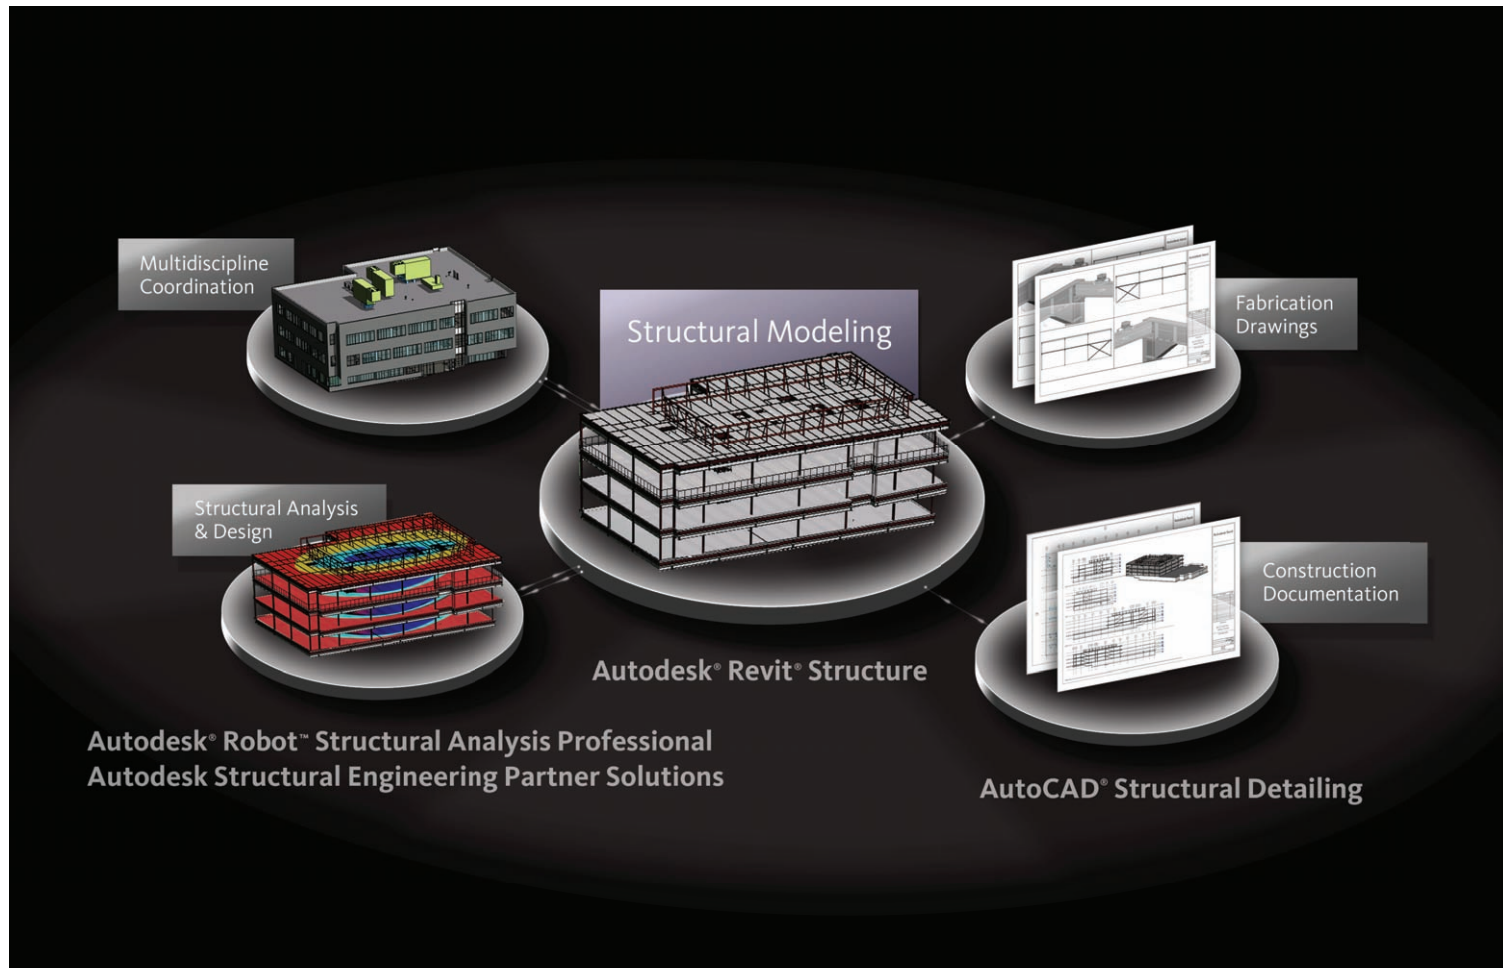 Multidiscipline
Coordination
Structural Modeling
Fabrication
Drawings
Structural Analysis
& Design
Construction
Documentation
Autodesk® Revit® Structure
Autodesk® Robot™ Structural Analysis Professional
Autodesk Structural Engineering Partner Solutions
AutoCAD® Structural Detailing